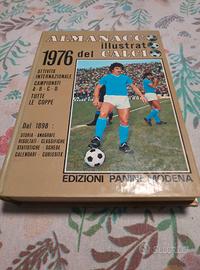 ALMANACCO
illustrato
1976 del CALCIO
ATTIVITÀ
INTERNAZIONALE
CAMPIONATI
A-B-C-D
TUTTE
LE COPPE
Dal 1898:
STORIA - ANAGRAFE
RISULTATI - CLASSIFICHE
STATISTICHE - SCHEDE
CALENDARI - CURIOSITÀ
EDIZIONI PANINI MODENA